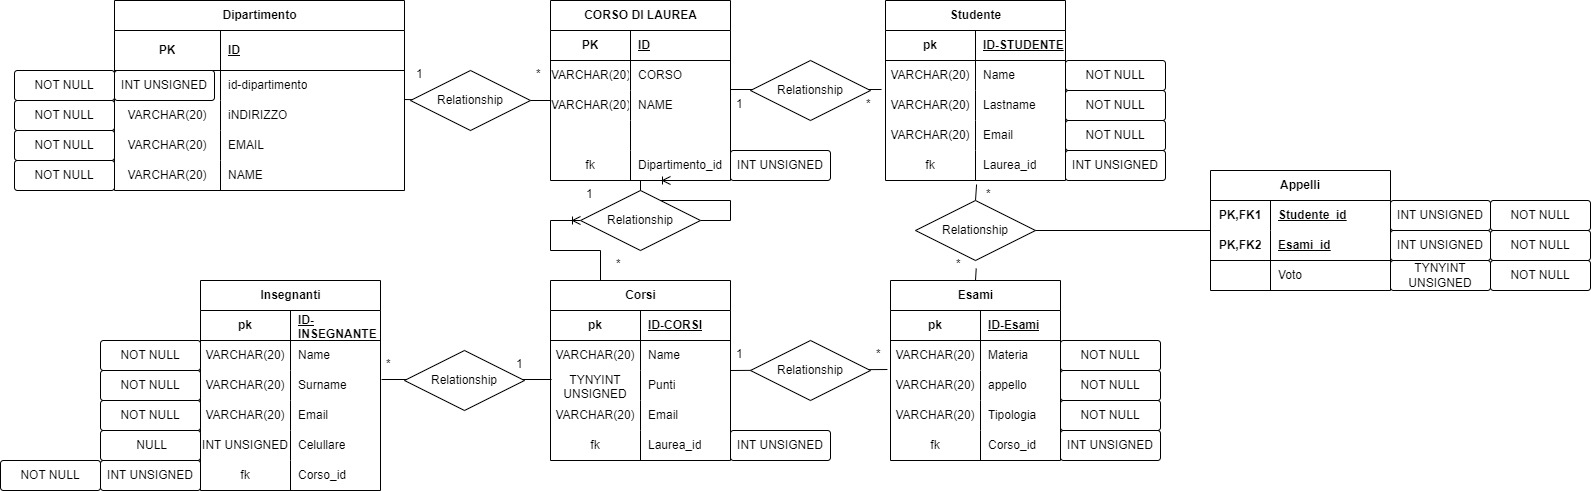 Dipartimento
PK ID
NOT NULL INT UNSIGNED id-dipartimento
NOT NULL VARCHAR(20) iNDIRIZZO
NOT NULL VARCHAR(20) EMAIL
NOT NULL VARCHAR(20) NAME
1 Relationship *
CORSO DI LAUREA
PK ID
VARCHAR(20) CORSO
VARCHAR(20) NAME
fk Dipartimento_id INT UNSIGNED
1 Relationship *
Studente
pk ID-STUDENTE
VARCHAR(20) Name NOT NULL
VARCHAR(20) Lastname NOT NULL
VARCHAR(20) Email NOT NULL
fk Laurea_id INT UNSIGNED
1
Relationship
*
*
Relationship
*
Appelli
PK,FK1 Studente_id INT UNSIGNED NOT NULL
PK,FK2 Esami_id INT UNSIGNED NOT NULL
Voto TYNYINT UNSIGNED NOT NULL
Insegnanti
pk ID-
INSEGNANTE
NOT NULL VARCHAR(20) Name
NOT NULL VARCHAR(20) Surname
NOT NULL VARCHAR(20) Email
NULL INT UNSIGNED Celullare
NOT NULL INT UNSIGNED fk Corso_id
* Relationship 1
Corsi
pk ID-CORSI
VARCHAR(20) Name
TYNYINT
UNSIGNED Punti
VARCHAR(20) Email
fk Laurea_id INT UNSIGNED
1 Relationship *
Esami
pk ID-Esami
VARCHAR(20) Materia NOT NULL
VARCHAR(20) appello NOT NULL
VARCHAR(20) Tipologia NOT NULL
fk Corso_id INT UNSIGNED